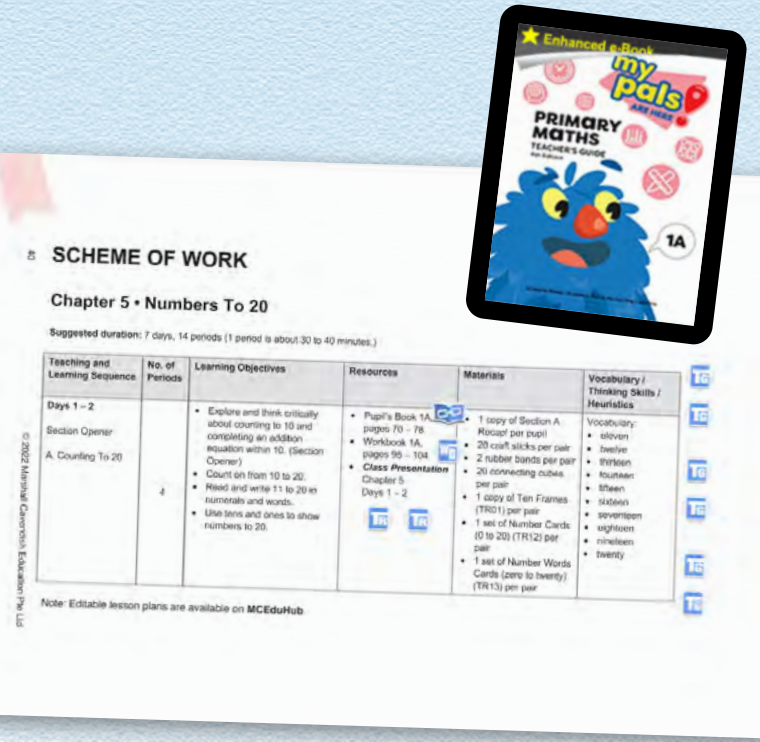 Enhanced e-Book
my
pals
ARE HERE
PRIMARY
MATHS
TEACHER'S GUIDE
1A
40
SCHEME OF WORK
Chapter 5 • Numbers To 20
Suggested duration: 7 days, 14 periods (1 period is about 30 to 40 minutes.)
Teaching and
Learning Sequence
No. of
Periods
Learning Objectives
Resources
Materials
Vocabulary /
Thinking Skills /
Heuristics
Days 1 – 2
Section Opener
A. Counting To 20
4
• Explore and think critically
about counting to 10 and
completing an addition
equation within 10. (Section
Opener)
• Count on from 10 to 20.
• Read and write 11 to 20 in
numerals and words.
• Use tens and ones to show
numbers to 20.
• Pupil's Book 1A,
pages 70 – 78
• Workbook 1A,
pages 95 – 104
• Class Presentation
Chapter 5
Days 1 – 2
TR TR
• 1 copy of Section A
Recap! per pupil
• 20 craft sticks per pair
• 2 rubber bands per pair
• 20 connecting cubes
per pair
• 1 copy of Ten Frames
(TR01) per pair
• 1 set of Number Cards
(0 to 20) (TR12) per
pair
• 1 set of Number Words
Cards (zero to twenty)
(TR13) per pair
Vocabulary:
• eleven
• twelve
• thirteen
• fourteen
• fifteen
• sixteen
• seventeen
• eighteen
• nineteen
• twenty
TG
TG
TG
TG
TG
TG
Note: Editable lesson plans are available on MCEduHub
© 2022 Marshall Cavendish Education Pte Ltd